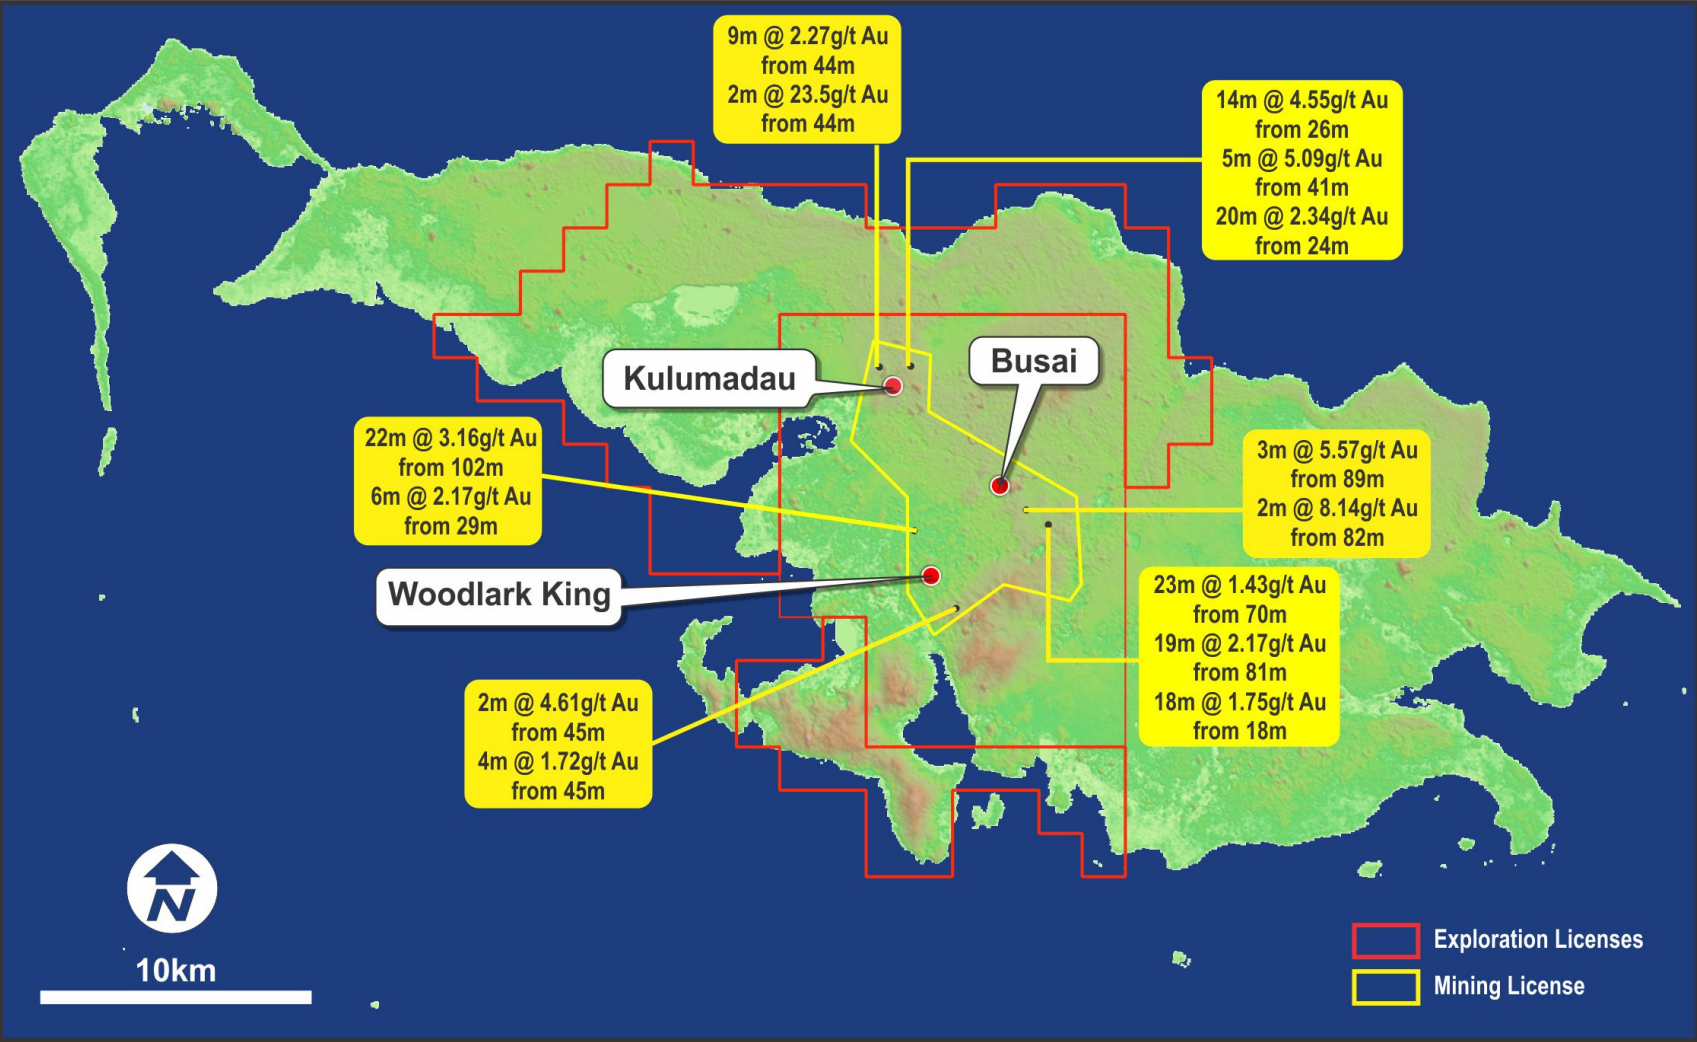 9m @ 2.27g/t Au
from 44m
2m @ 23.5g/t Au
from 44m
14m @ 4.55g/t Au
from 26m
5m @ 5.09g/t Au
from 41m
20m @ 2.34g/t Au
from 24m
Kulumadau
Busai
22m @ 3.16g/t Au
from 102m
6m @ 2.17g/t Au
from 29m
3m @ 5.57g/t Au
from 89m
2m @ 8.14g/t Au
from 82m
Woodlark King
23m @ 1.43g/t Au
from 70m
19m @ 2.17g/t Au
from 81m
18m @ 1.75g/t Au
from 18m
2m @ 4.61g/t Au
from 45m
4m @ 1.72g/t Au
from 45m
N
10km
Exploration Licenses
Mining License